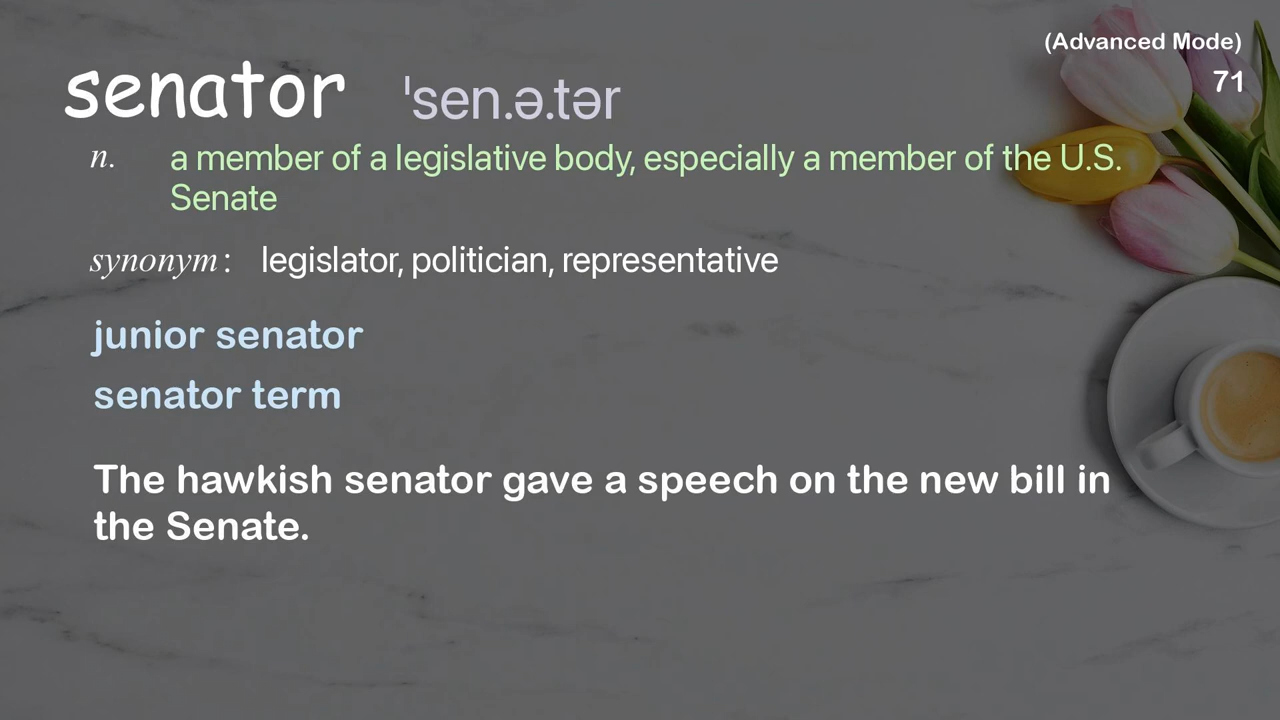 (Advanced Mode)
71
senator ˈsen.ə.tər
n. a member of a legislative body, especially a member of the U.S.
Senate
synonym: legislator, politician, representative
junior senator
senator term
The hawkish senator gave a speech on the new bill in
the Senate.